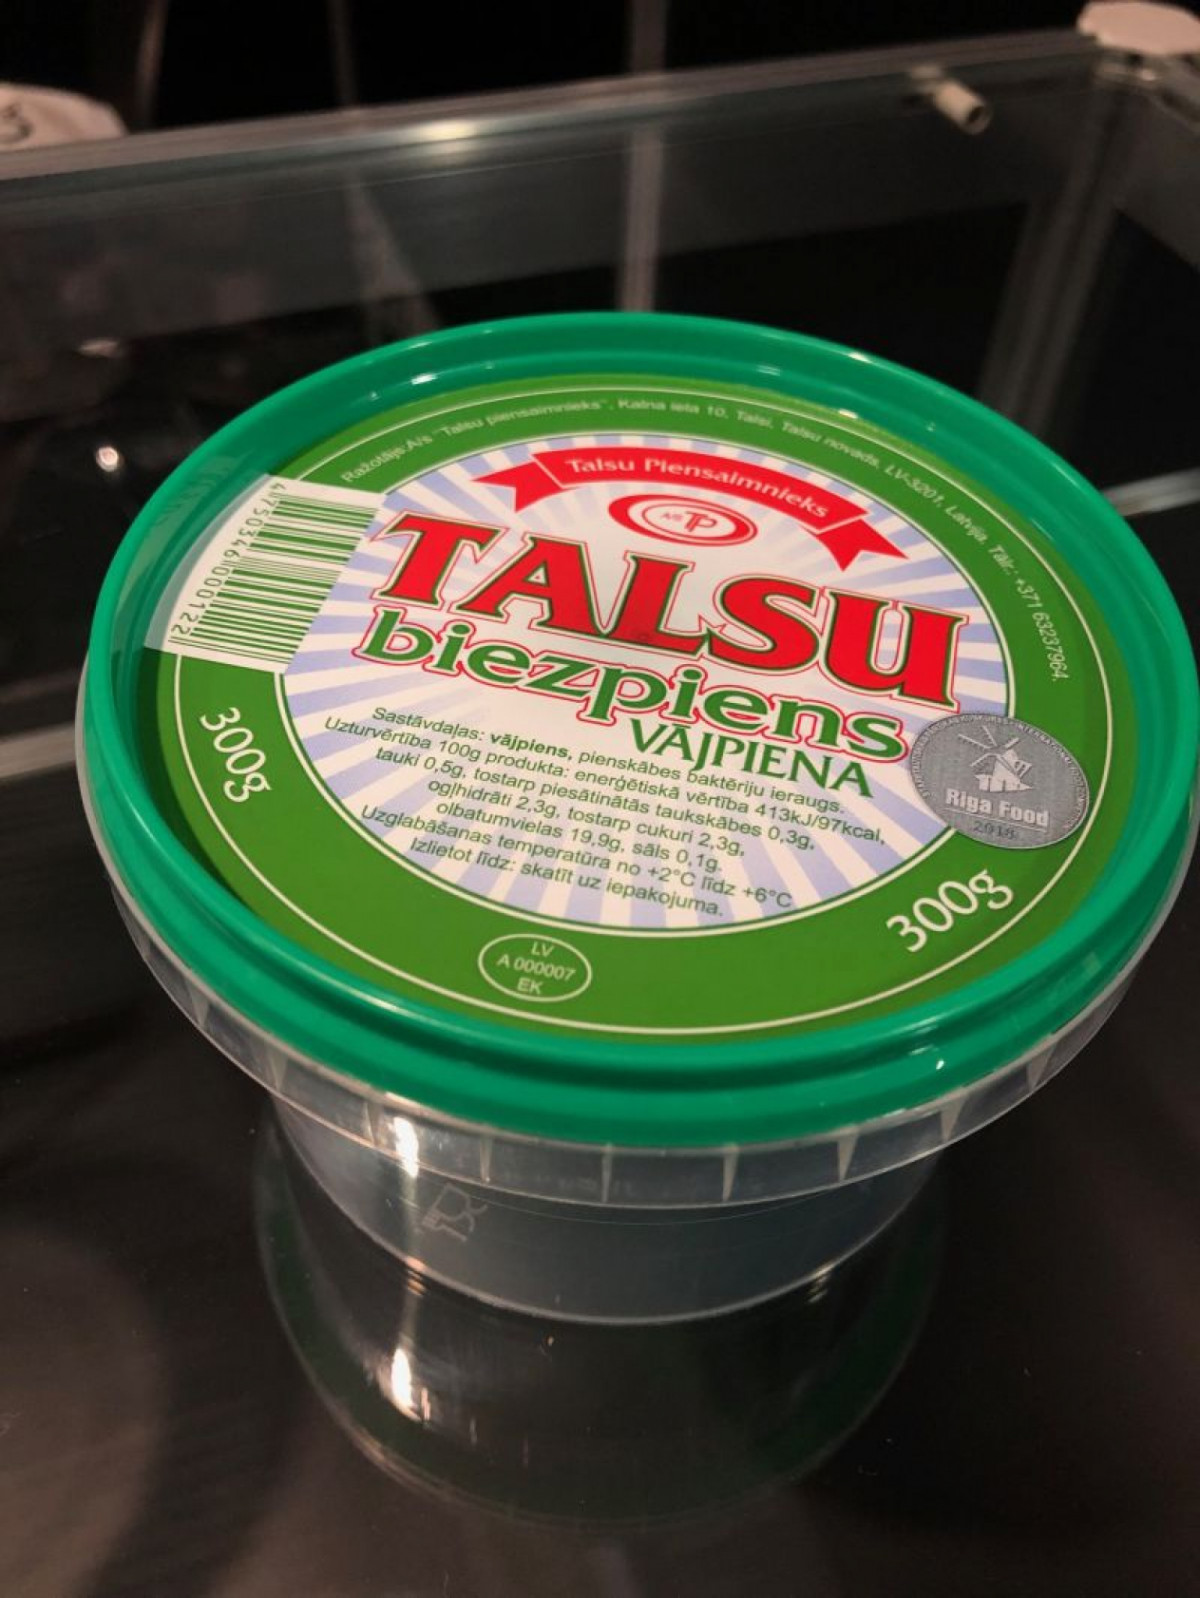 Ražotājs:A/s "Talsu piensaimnieks". Kalna iela 10, Talsi, Talsu novads, LV-3201, Latvija. Tālr.: +371 63237964.
Talsu Piensaimnieks
TP
TALSU
biezpiens
VĀJPIENA
Sastāvdaļas: vājpiens, pienskābes baktēriju ieraugs.
Uzturvērtība 100g produkta: enerģētiskā vērtība 413kJ/97kcal,
tauki 0,5g, tostarp piesātinātās taukskābes 0.3g,
ogļhidrāti 2.3g, tostarp cukuri 2,3g,
olbatumvielas 19,9g, sāls 0,1g.
Uzglabāšanas temperatūra no +2°C līdz +6°C
Izlietot līdz: skatīt uz iepakojuma.
4750346000122
300g
300g
Riga Food
2018
LV
A 000007
EK